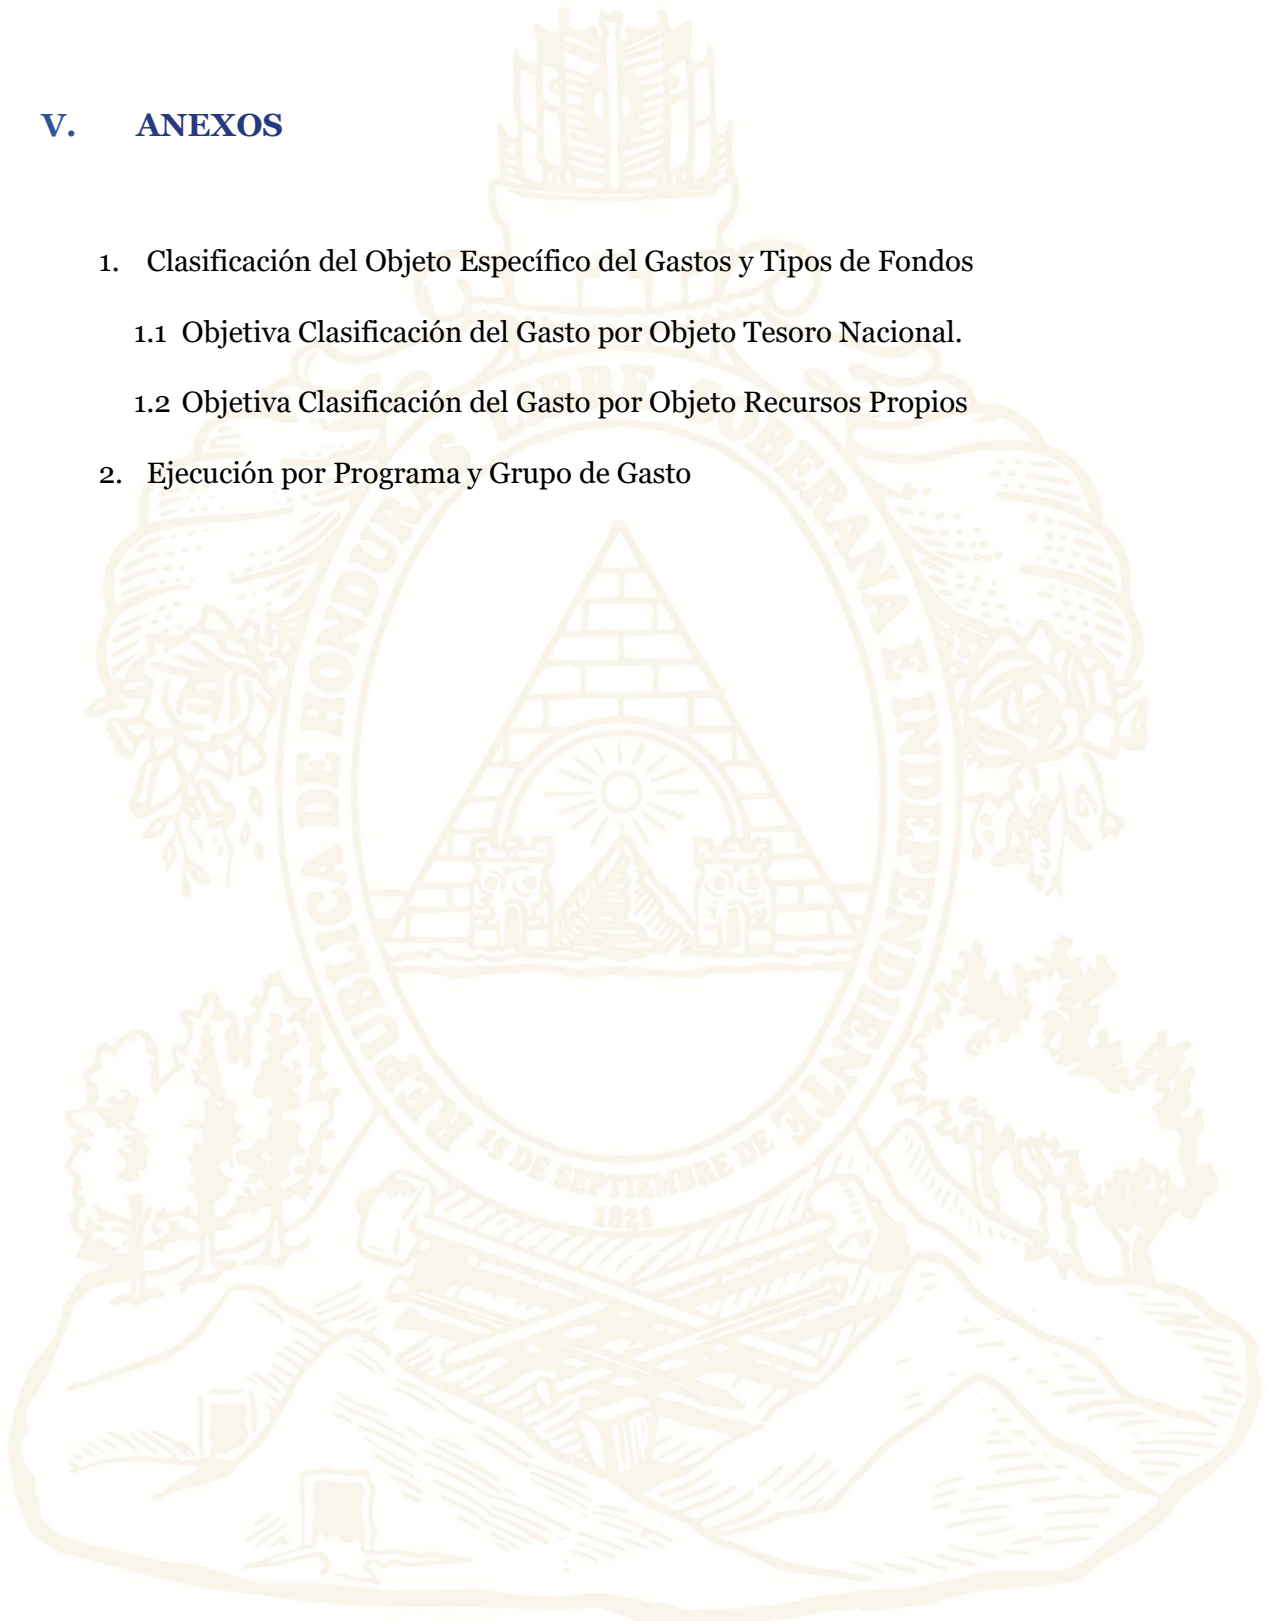 V. ANEXOS
1. Clasificación del Objeto Específico del Gastos y Tipos de Fondos
1.1 Objetiva Clasificación del Gasto por Objeto Tesoro Nacional.
1.2 Objetiva Clasificación del Gasto por Objeto Recursos Propios
2. Ejecución por Programa y Grupo de Gasto
REPUBLICA DE HONDURAS LIBRE SOBERANA E INDEPENDIENTE
15 DE SEPTIEMBRE DE
1821